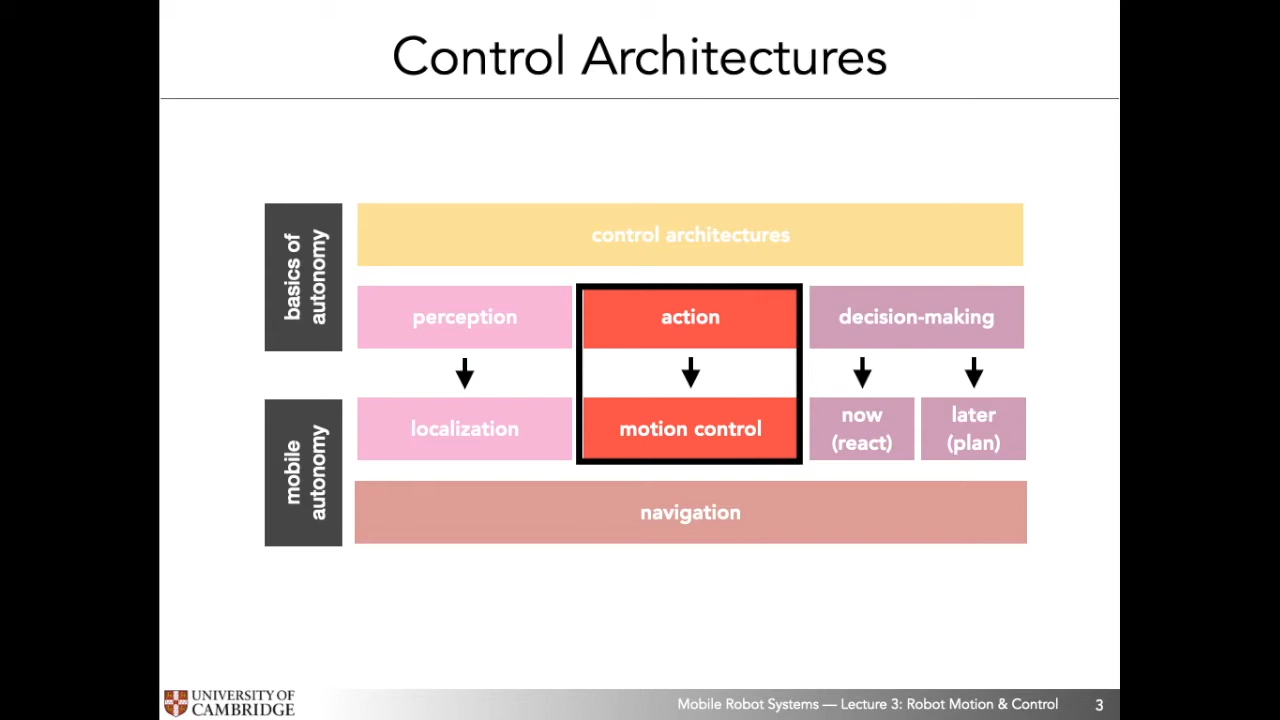 Control Architectures
basics of
autonomy
control architectures
perception
action
decision-making
mobile
autonomy
localization
motion control
now
(react)
later
(plan)
navigation
UNIVERSITY OF
CAMBRIDGE
Mobile Robot Systems — Lecture 3: Robot Motion & Control
3